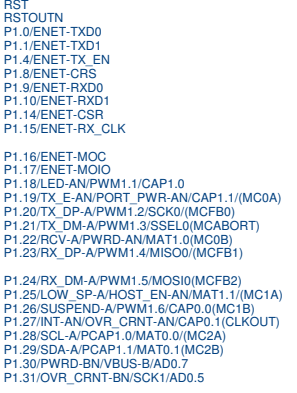 RST
RSTOUTN
P1.0/ENET-TXD0
P1.1/ENET-TXD1
P1.4/ENET-TX_EN
P1.8/ENET-CRS
P1.9/ENET-RXD0
P1.10/ENET-RXD1
P1.14/ENET-CSR
P1.15/ENET-RX_CLK
P1.16/ENET-MOC
P1.17/ENET-MOIO
P1.18/LED-AN/PWM1.1/CAP1.0
P1.19/TX_E-AN/PORT_PWR-AN/CAP1.1/(MC0A)
P1.20/TX_DP-A/PWM1.2/SCK0/(MCFB0)
P1.21/TX_DM-A/PWM1.3/SSEL0(MCABORT)
P1.22/RCV-A/PWRD-AN/MAT1.0(MC0B)
P1.23/RX_DP-A/PWM1.4/MISO0/(MCFB1)
P1.24/RX_DM-A/PWM1.5/MOSI0(MCFB2)
P1.25/LOW_SP-A/HOST_EN-AN/MAT1.1/(MC1A)
P1.26/SUSPEND-A/PWM1.6/CAP0.0(MC1B)
P1.27/INT-AN/OVR_CRNT-AN/CAP0.1(CLKOUT)
P1.28/SCL-A/PCAP1.0/MAT0.0/(MC2A)
P1.29/SDA-A/PCAP1.1/MAT0.1(MC2B)
P1.30/PWRD-BN/VBUS-B/AD0.7
P1.31/OVR_CRNT-BN/SCK1/AD0.5